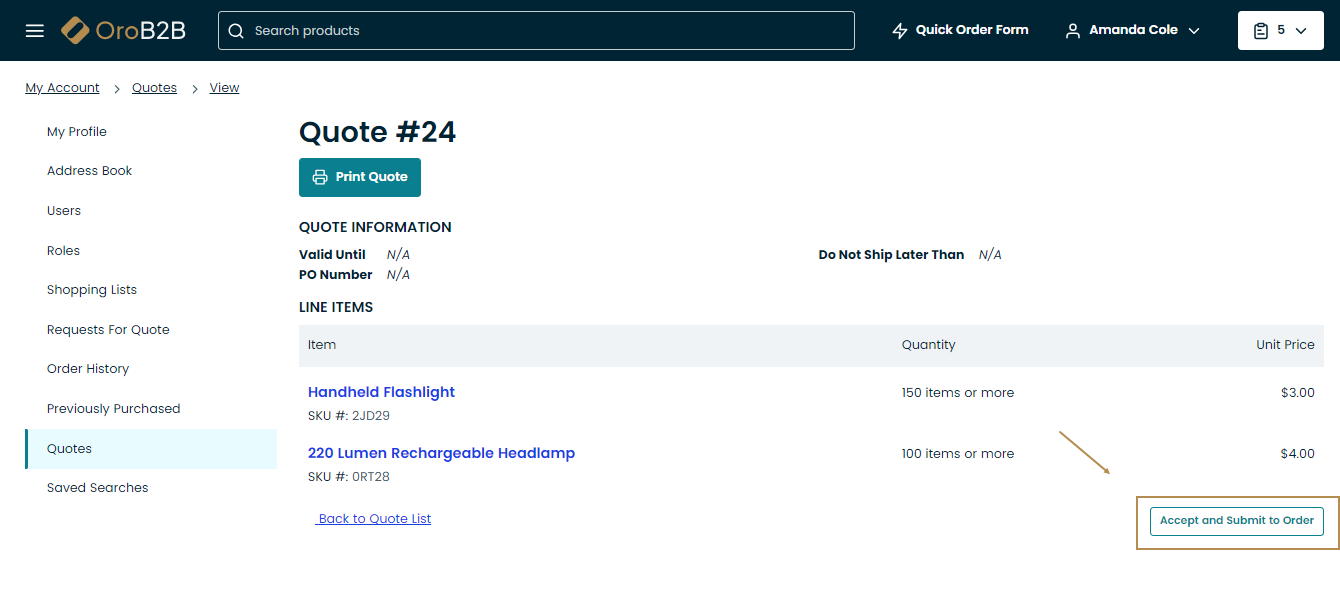 OroB2B Search products Quick Order Form Amanda Cole 5
My Account > Quotes > View
My Profile
Address Book
Users
Roles
Shopping Lists
Requests For Quote
Order History
Previously Purchased
Quotes
Saved Searches
Quote #24
Print Quote
QUOTE INFORMATION
Valid Until N/A Do Not Ship Later Than N/A
PO Number N/A
LINE ITEMS
Item Quantity Unit Price
Handheld Flashlight 150 items or more $3.00
SKU #: 2JD29
220 Lumen Rechargeable Headlamp 100 items or more $4.00
SKU #: 0RT28
Back to Quote List Accept and Submit to Order